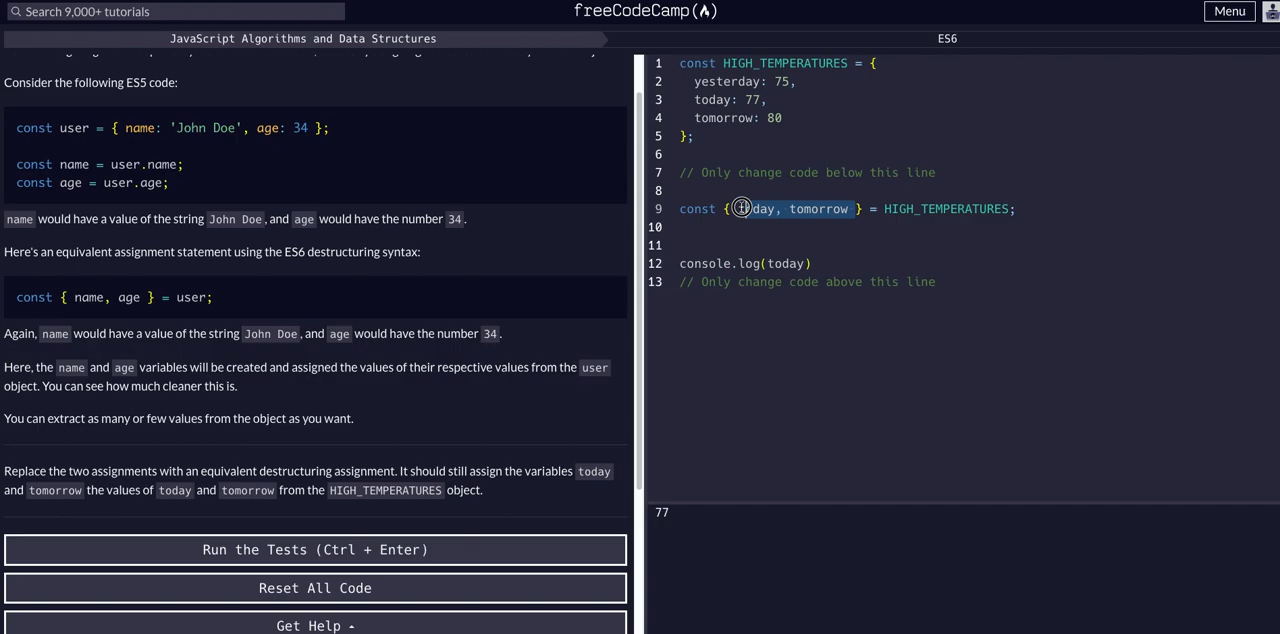 Search 9,000+ tutorials
freeCodeCamp
Menu
JavaScript Algorithms and Data Structures
ES6
Consider the following ES5 code:
const user = { name: 'John Doe', age: 34 };
const name = user.name;
const age = user.age;
name would have a value of the string John Doe, and age would have the number 34.
Here's an equivalent assignment statement using the ES6 destructuring syntax:
const { name, age } = user;
Again, name would have a value of the string John Doe, and age would have the number 34.
Here, the name and age variables will be created and assigned the values of their respective values from the user
object. You can see how much cleaner this is.
You can extract as many or few values from the object as you want.
Replace the two assignments with an equivalent destructuring assignment. It should still assign the variables today
and tomorrow the values of today and tomorrow from the HIGH_TEMPERATURES object.
Run the Tests (Ctrl + Enter)
Reset All Code
Get Help
1 const HIGH_TEMPERATURES = {
2 yesterday: 75,
3 today: 77,
4 tomorrow: 80
5 };
6
7 // Only change code below this line
8
9 const { today, tomorrow } = HIGH_TEMPERATURES;
10
11
12 console.log(today)
13 // Only change code above this line
77